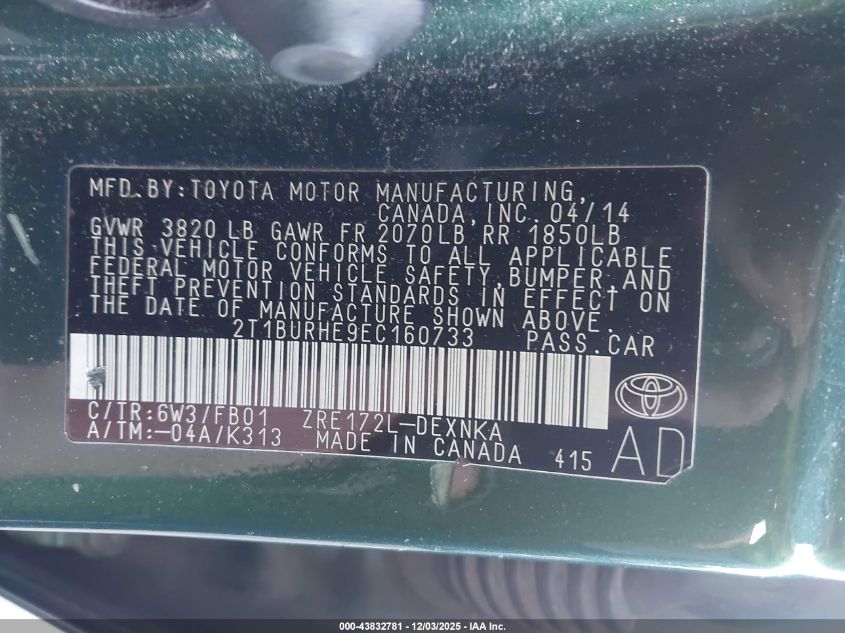 MFD.BY:TOYOTA MOTOR MANUFACTURING,
CANADA,INC. 04/14
GVWR 3820 LB GAWR FR 2070LB RR 1850LB
THIS VEHICLE CONFORMS TO ALL APPLICABLE
FEDERAL MOTOR VEHICLE SAFETY,BUMPER,AND
THEFT PREVENTION STANDARDS IN EFFECT ON
THE DATE OF MANUFACTURE SHOWN ABOVE.
2T1BURHE9EC160733 PASS.CAR
C/TR:6W3/FB01 ZRE172L-DEXNKA
A/TM:-04A/K313 MADE IN CANADA 415 AD
000-43832781 - 12/03/2025 - IAA Inc.